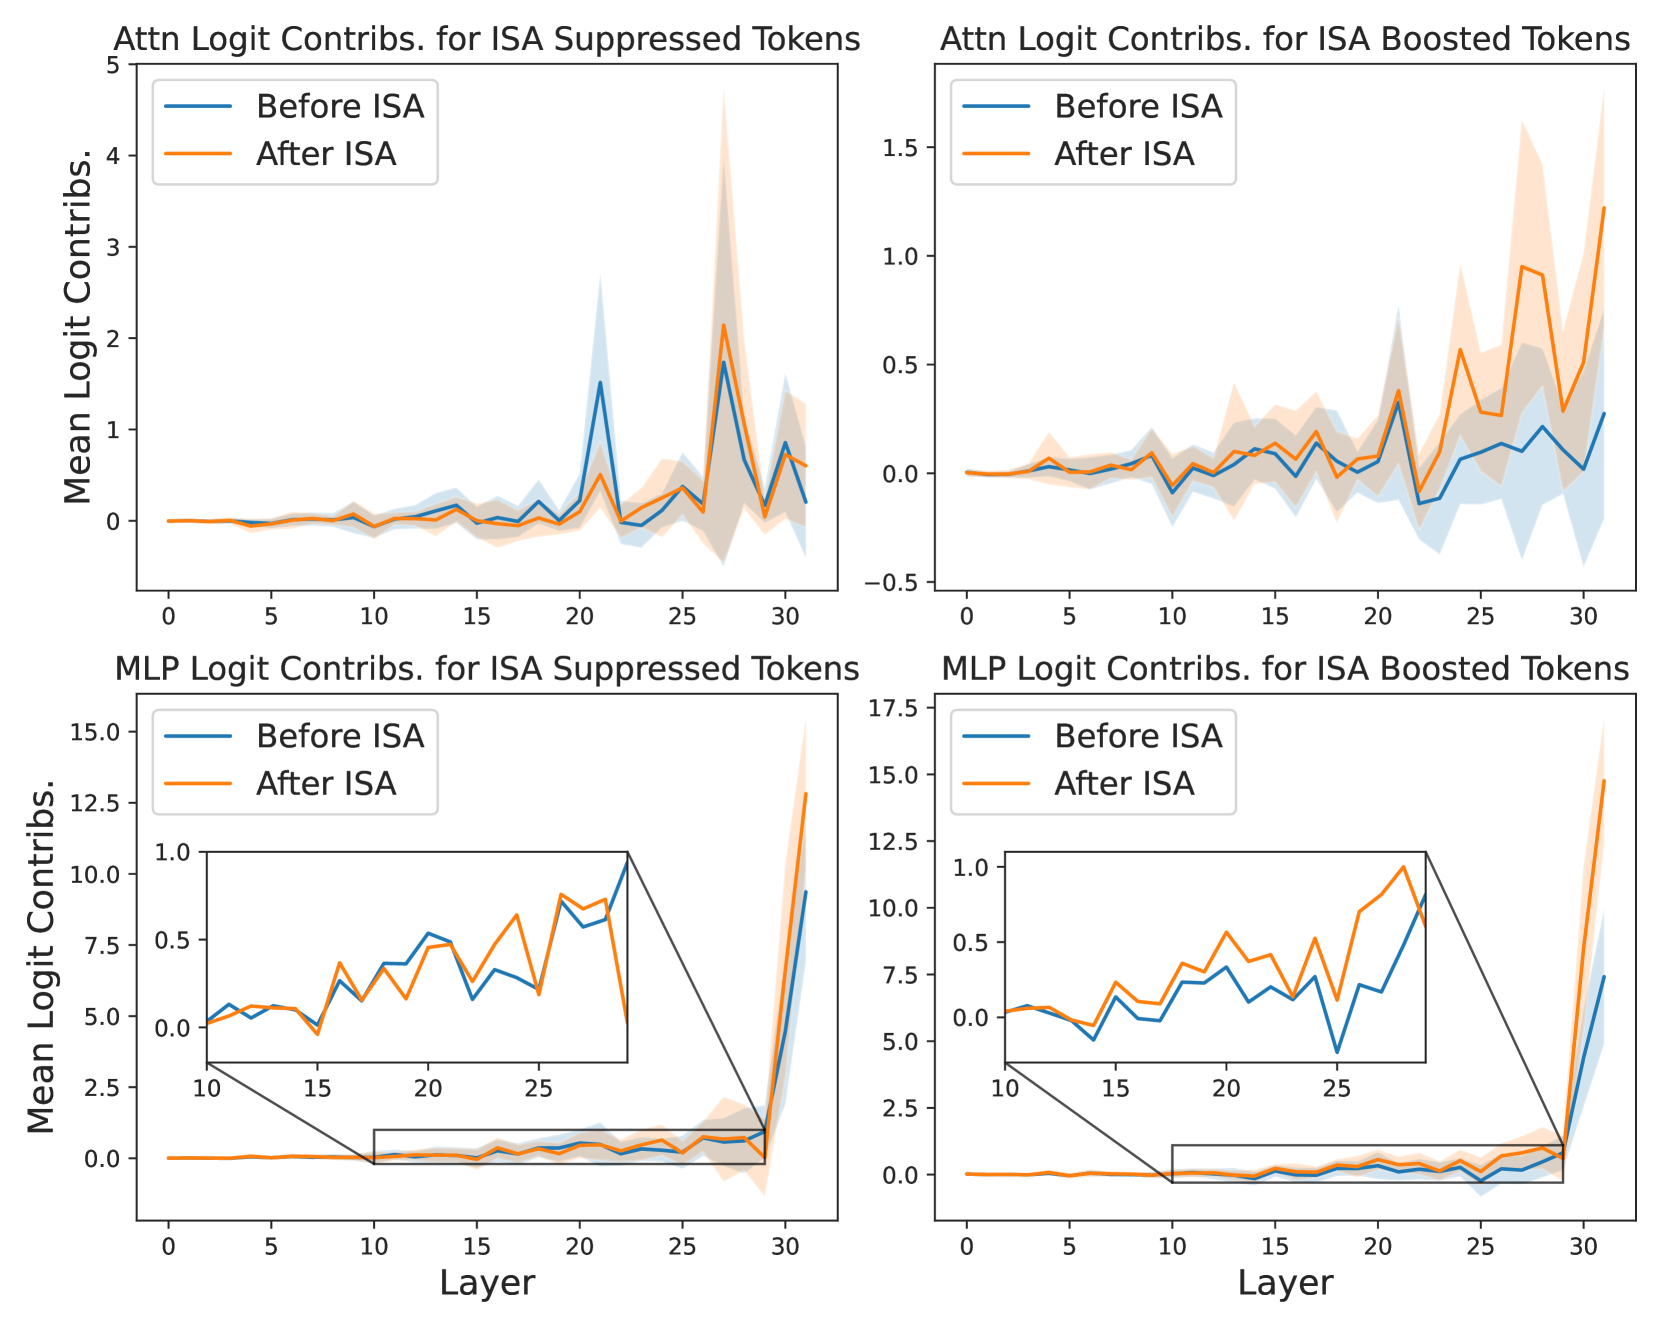 Attn Logit Contribs. for ISA Suppressed Tokens
Before ISA
After ISA
Mean Logit Contribs.
5
4
3
2
1
0
0 5 10 15 20 25 30
Attn Logit Contribs. for ISA Boosted Tokens
Before ISA
After ISA
1.5
1.0
0.5
0.0
−0.5
0 5 10 15 20 25 30
MLP Logit Contribs. for ISA Suppressed Tokens
Before ISA
After ISA
Mean Logit Contribs.
15.0
12.5
10.0
7.5
5.0
2.5
0.0
1.0
0.5
0.0
10 15 20 25
0 5 10 15 20 25 30
Layer
MLP Logit Contribs. for ISA Boosted Tokens
Before ISA
After ISA
17.5
15.0
12.5
10.0
7.5
5.0
2.5
0.0
1.0
0.5
0.0
10 15 20 25
0 5 10 15 20 25 30
Layer